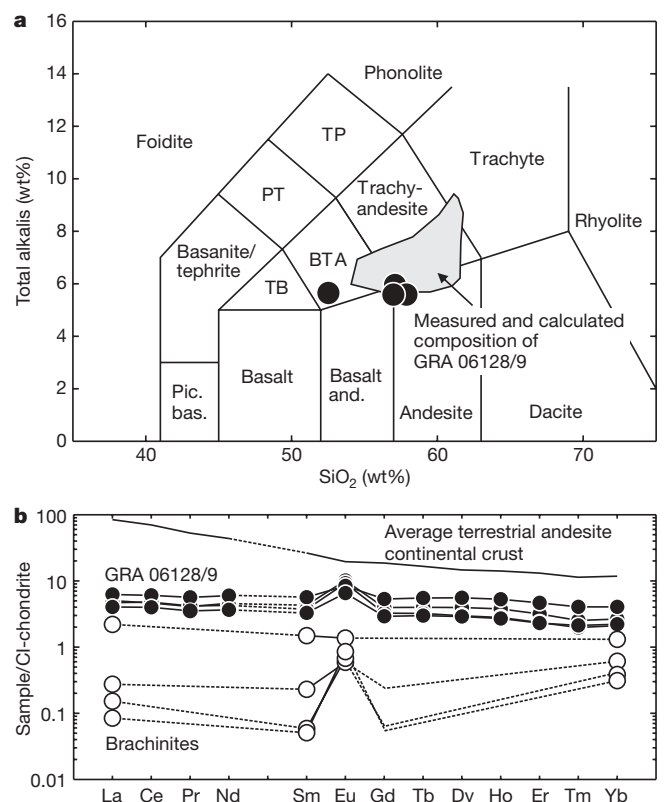 a
16
14
12
10
8
6
4
2
0
Total alkalis (wt%)
Phonolite
Foidite
TP
Trachyte
PT
Trachy-
andesite
Rhyolite
Basanite/
tephrite
BTA
TB
Measured and calculated
composition of
GRA 06128/9
Basalt
Basalt
and.
Pic.
bas.
Andesite
Dacite
40 50 60 70
SiO₂ (wt%)
b
100
10
1
0.1
0.01
Sample/CI-chondrite
Average terrestrial andesite
continental crust
GRA 06128/9
Brachinites
La Ce Pr Nd Sm Eu Gd Tb Dy Ho Er Tm Yb